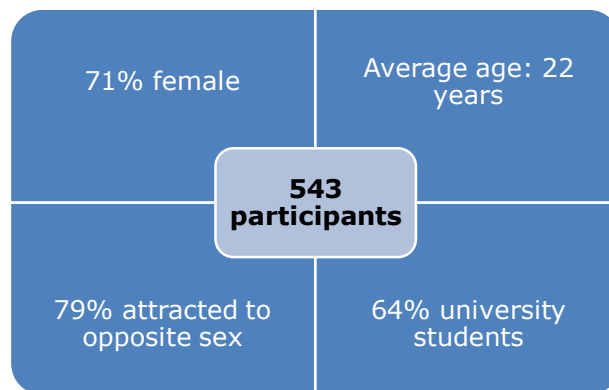 71% female
Average age: 22
years
543
participants
79% attracted to
opposite sex
64% university
students